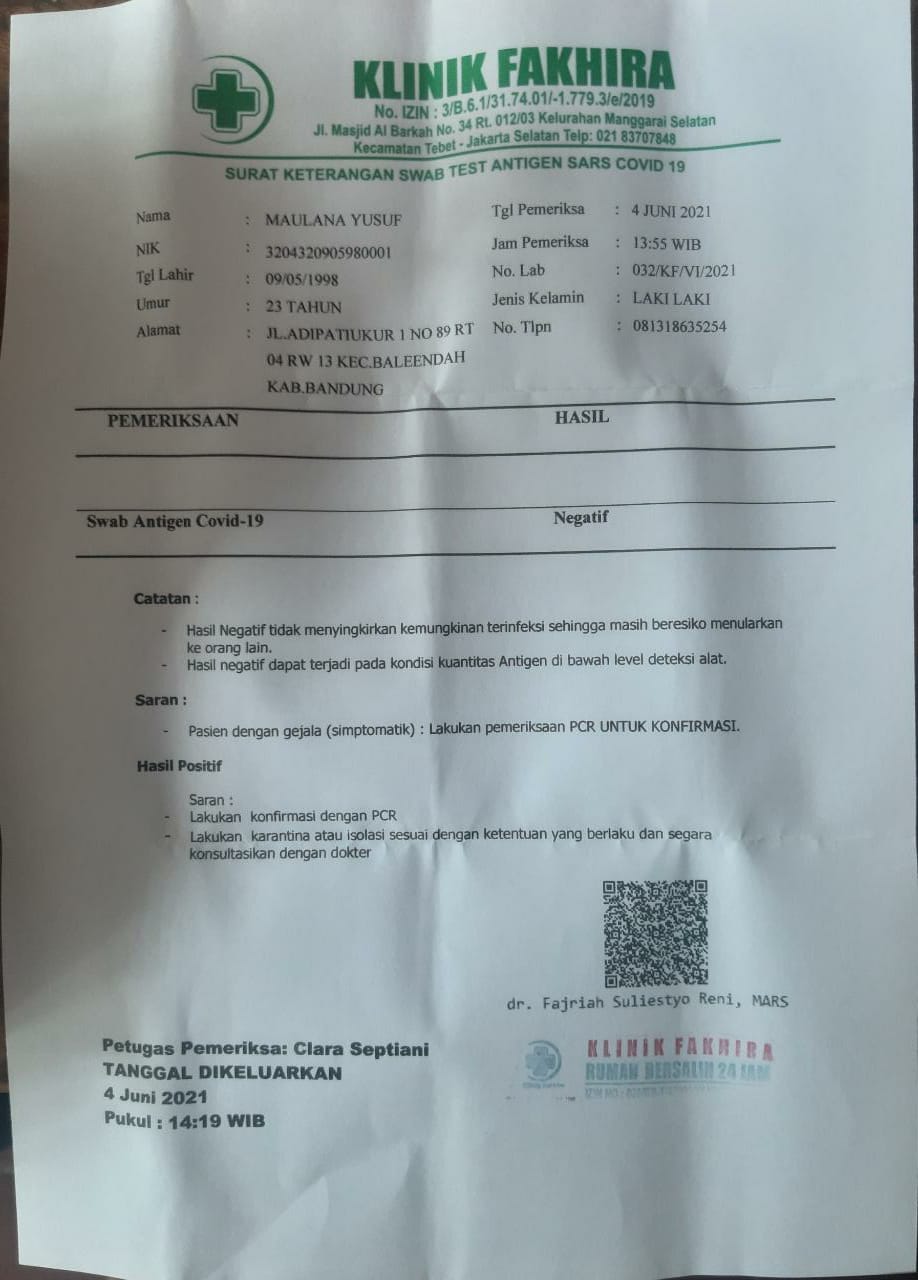 KLINIK FAKHIRA
No. IZIN : 3/B.6.1/31.74.01/-1.779.3/e/2019
Jl. Masjid Al Barkah No. 34 Rt. 012/03 Kelurahan Manggarai Selatan
Kecamatan Tebet - Jakarta Selatan Telp: 021 83707848
SURAT KETERANGAN SWAB TEST ANTIGEN SARS COVID 19
Nama : MAULANA YUSUF
NIK : 3204320905980001
Tgl Lahir : 09/05/1998
Umur : 23 TAHUN
Alamat : JL.ADIPATIUKUR 1 NO 89 RT
04 RW 13 KEC.BALEENDAH
KAB.BANDUNG
Tgl Pemeriksa : 4 JUNI 2021
Jam Pemeriksa : 13:55 WIB
No. Lab : 032/KF/VI/2021
Jenis Kelamin : LAKI LAKI
No. Tlpn : 081318635254
PEMERIKSAAN HASIL
Swab Antigen Covid-19 Negatif
Catatan :
- Hasil Negatif tidak menyingkirkan kemungkinan terinfeksi sehingga masih beresiko menularkan
ke orang lain.
- Hasil negatif dapat terjadi pada kondisi kuantitas Antigen di bawah level deteksi alat.
Saran :
- Pasien dengan gejala (simptomatik) : Lakukan pemeriksaan PCR UNTUK KONFIRMASI.
Hasil Positif
Saran :
- Lakukan konfirmasi dengan PCR
- Lakukan karantina atau isolasi sesuai dengan ketentuan yang berlaku dan segara
konsultasikan dengan dokter
dr. Fajriah Suliestyo Reni, MARS
Petugas Pemeriksa: Clara Septiani
TANGGAL DIKELUARKAN
4 Juni 2021
Pukul : 14:19 WIB
KLINIK FAKHIRA
RUMAH BERSALIN 24 JAM